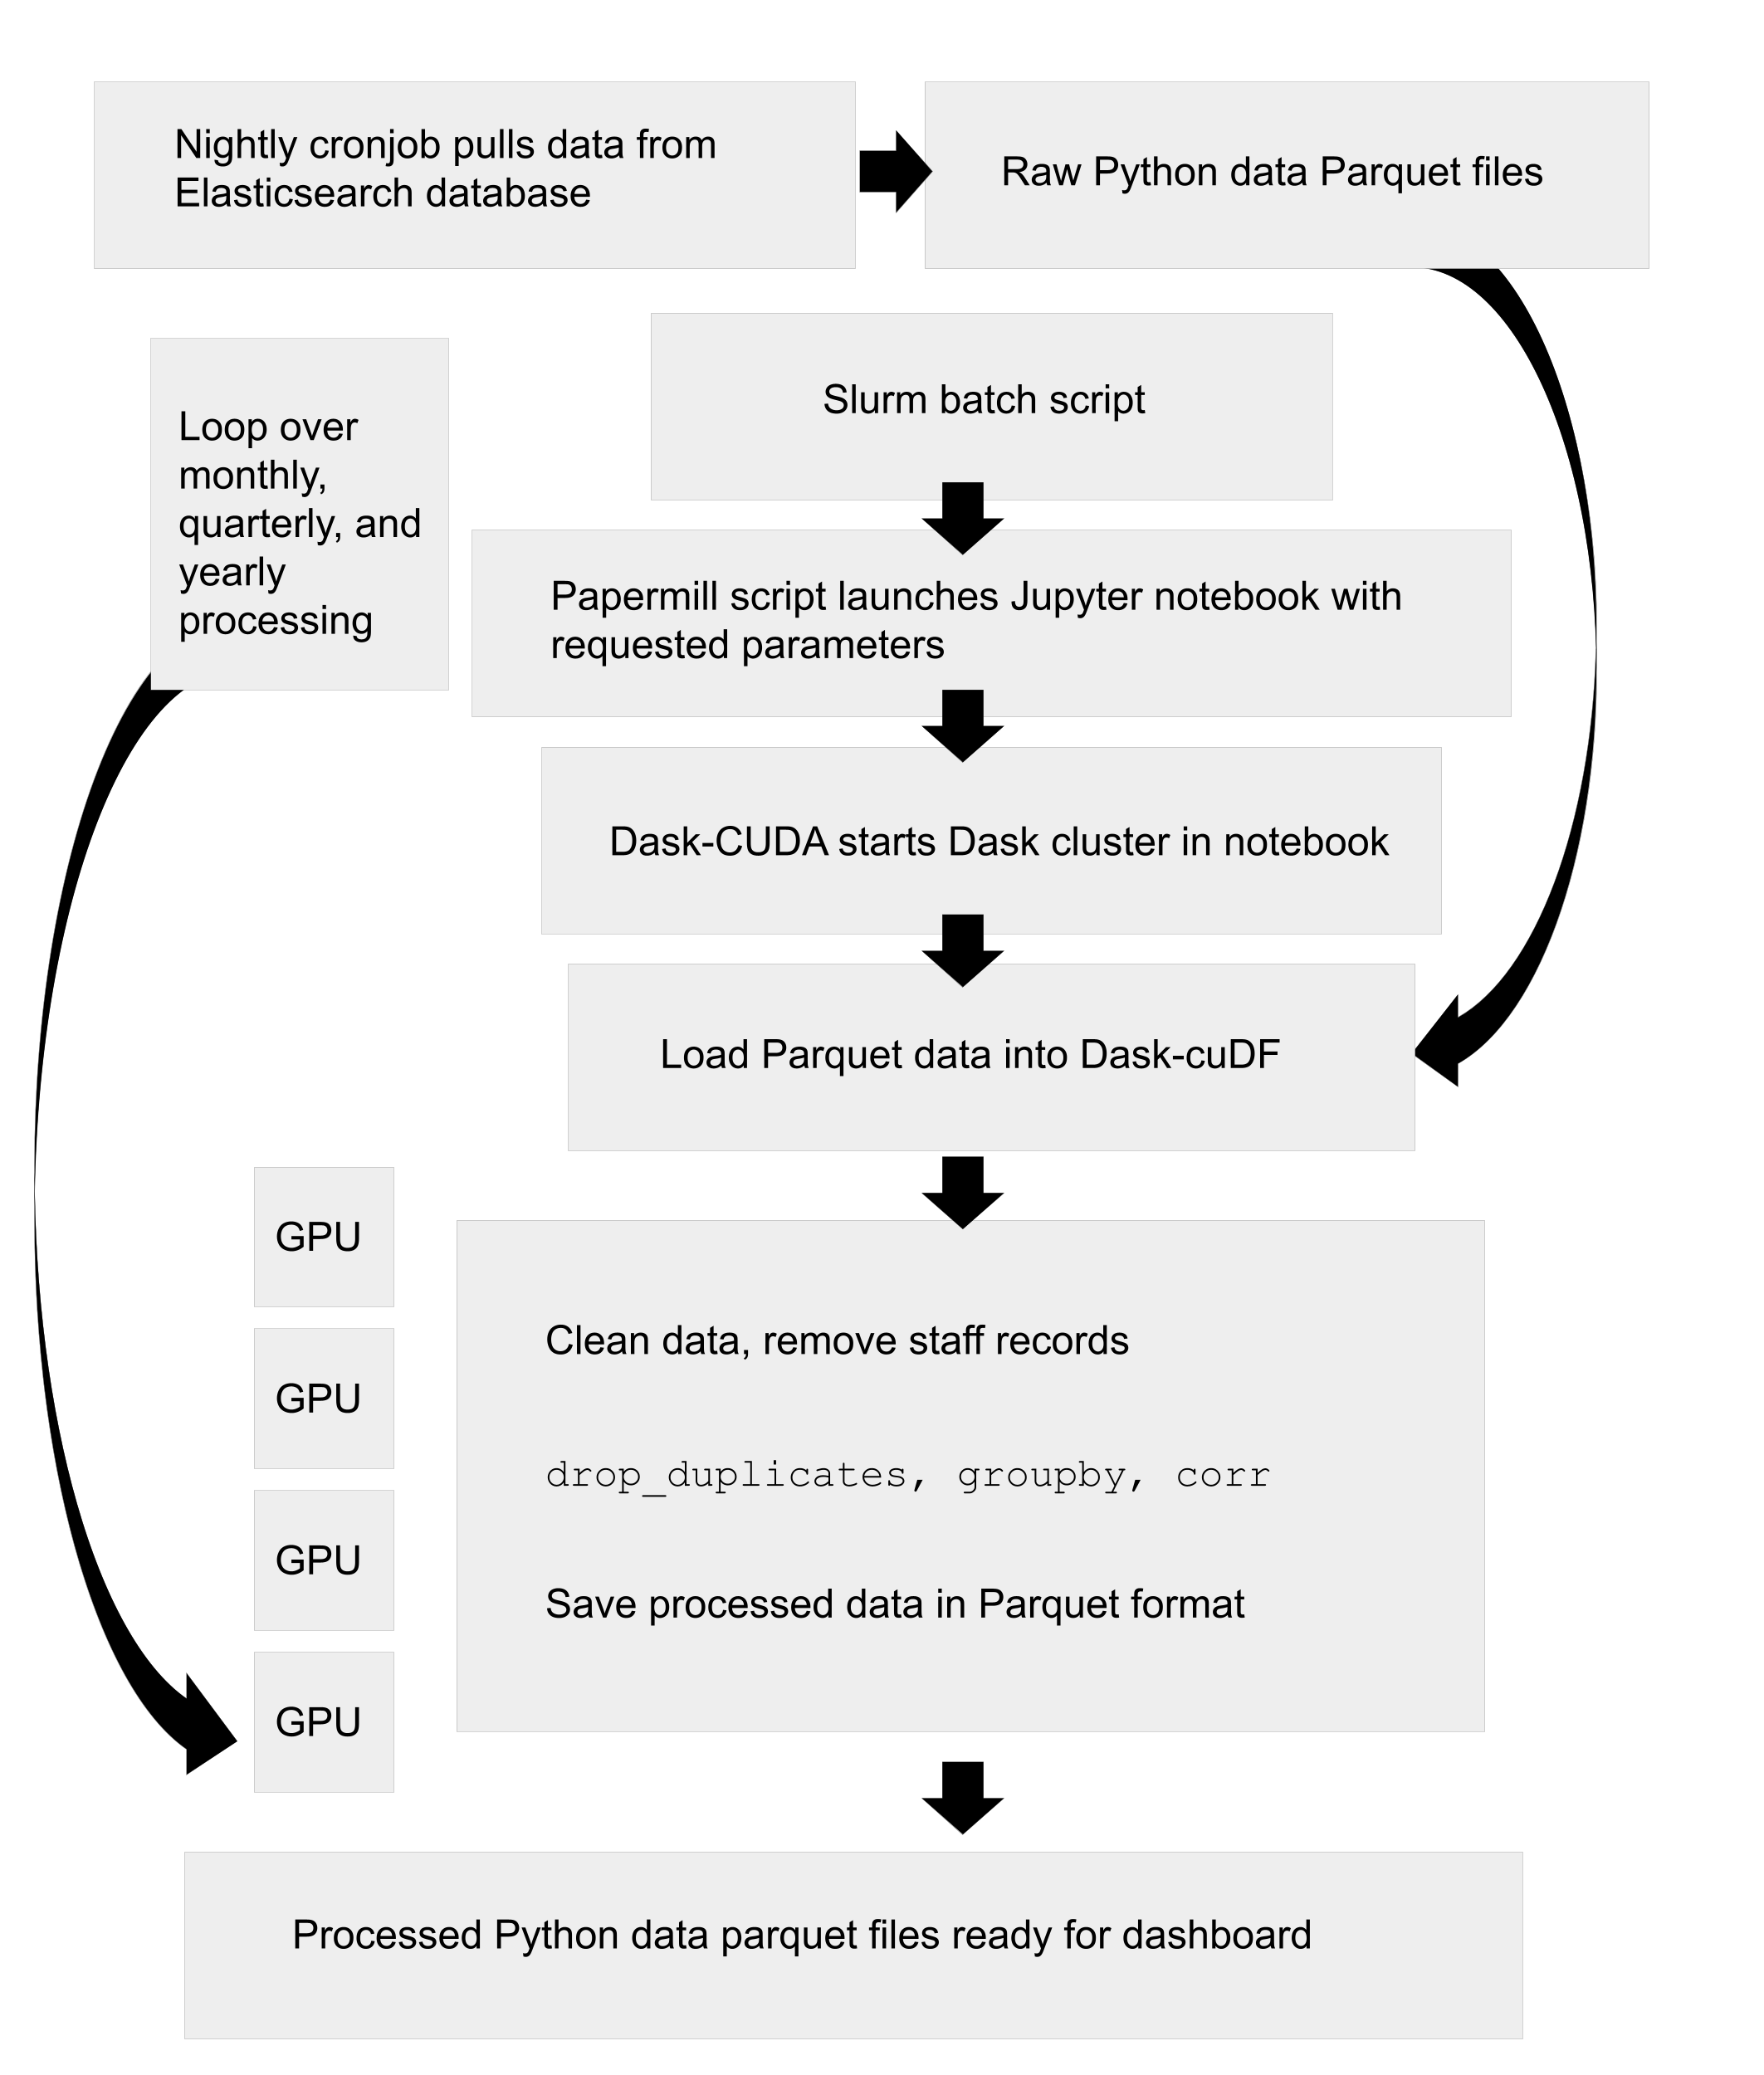 Nightly cronjob pulls data from
Elasticsearch database
Raw Python data Parquet files
Slurm batch script
Loop over
monthly,
quarterly, and
yearly
processing
Papermill script launches Jupyter notebook with
requested parameters
Dask-CUDA starts Dask cluster in notebook
Load Parquet data into Dask-cuDF
GPU
GPU
GPU
GPU
Clean data, remove staff records
drop_duplicates, groupby, corr
Save processed data in Parquet format
Processed Python data parquet files ready for dashboard